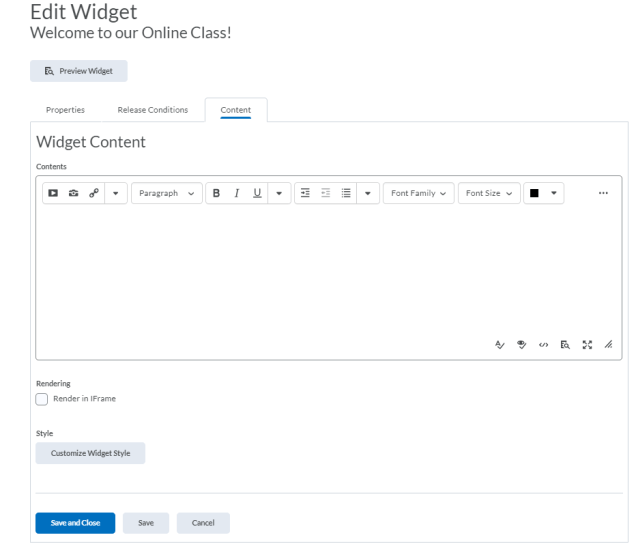 Edit Widget
Welcome to our Online Class!
Preview Widget
Properties Release Conditions Content
Widget Content
Contents
Paragraph B I U Font Family Font Size ...
Rendering
Render in IFrame
Style
Customize Widget Style
Save and Close Save Cancel